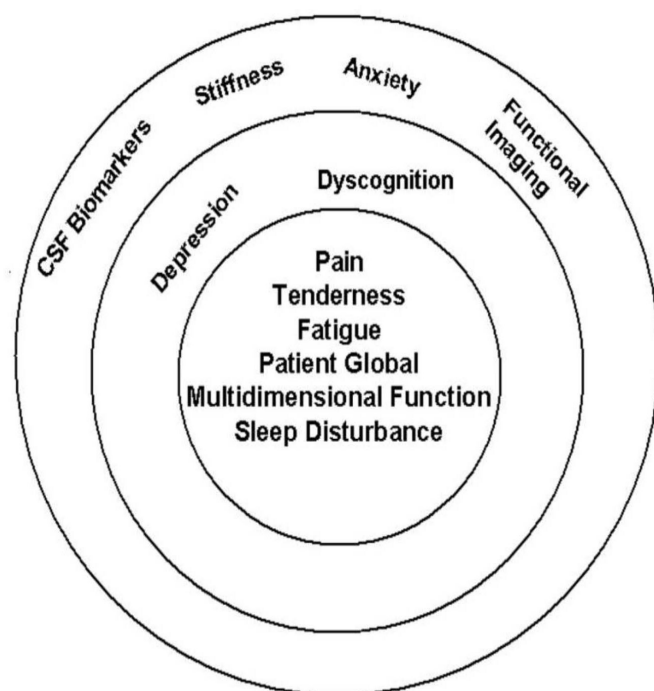 CSF Biomarkers
Stiffness
Anxiety
Functional
Imaging
Depression
Dyscognition
Pain
Tenderness
Fatigue
Patient Global
Multidimensional Function
Sleep Disturbance